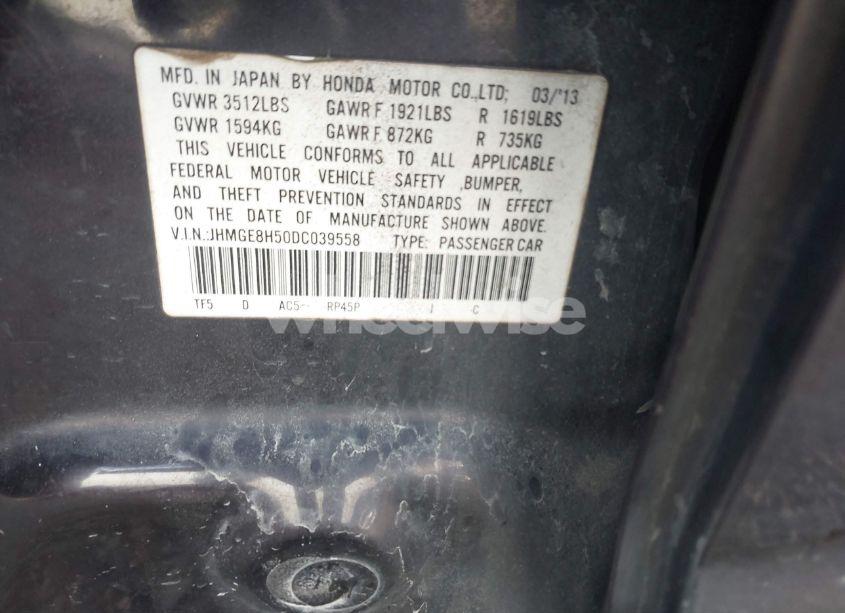 MFD. IN JAPAN BY HONDA MOTOR CO.,LTD; 03/'13
GVWR 3512LBS GAWR F 1921LBS R 1619LBS
GVWR 1594KG GAWR F 872KG R 735KG
THIS VEHICLE CONFORMS TO ALL APPLICABLE
FEDERAL MOTOR VEHICLE SAFETY ,BUMPER,
AND THEFT PREVENTION STANDARDS IN EFFECT
ON THE DATE OF MANUFACTURE SHOWN ABOVE.
V.I.N.:JHMGE8H50DC039558 TYPE: PASSENGER CAR
TF5 D AC5-- RP45P J -C
wheelwise